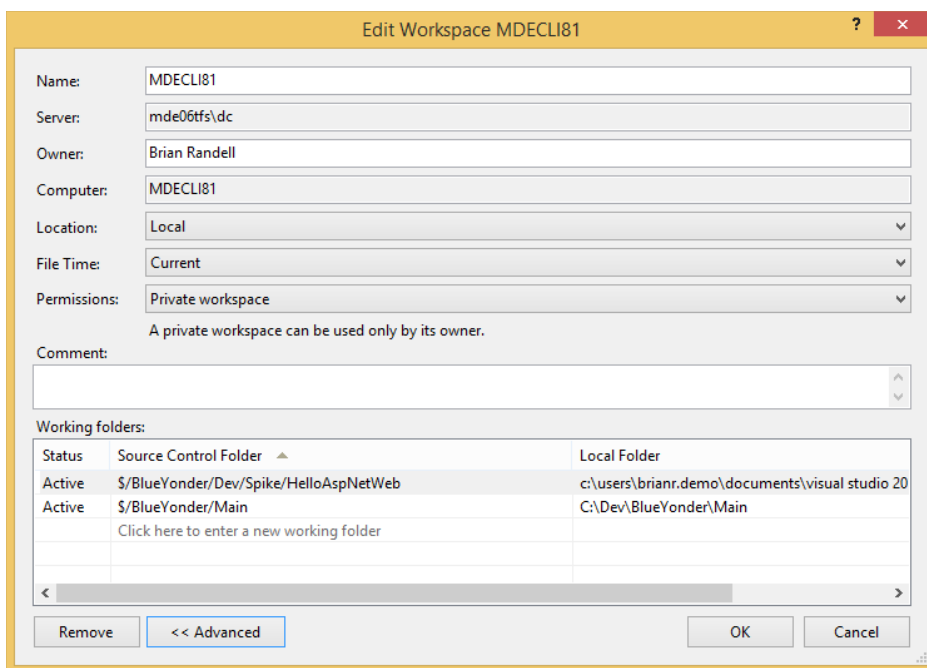 Edit Workspace MDECLI81
?
Name: MDECLI81
Server: mde06tfs\dc
Owner: Brian Randell
Computer: MDECLI81
Location: Local
File Time: Current
Permissions: Private workspace
A private workspace can be used only by its owner.
Comment:
Working folders:
Status Source Control Folder Local Folder
Active $/BlueYonder/Dev/Spike/HelloAspNetWeb c:\users\brianr.demo\documents\visual studio 20
Active $/BlueYonder/Main C:\Dev\BlueYonder\Main
Click here to enter a new working folder
Remove << Advanced OK Cancel